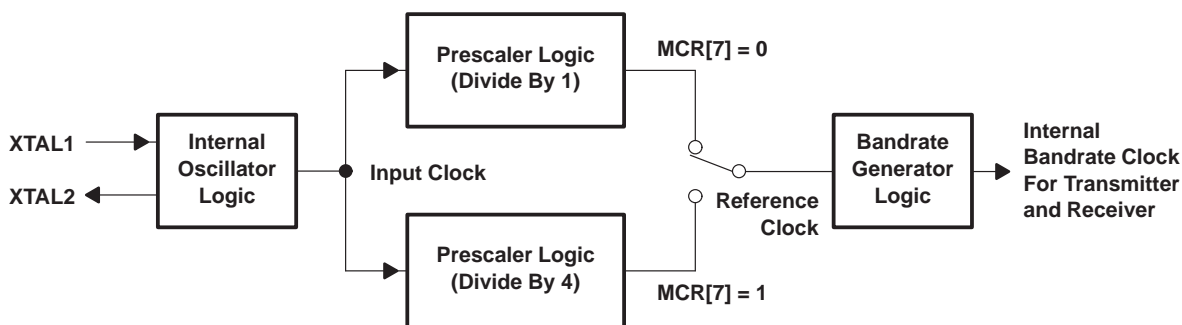 Prescaler Logic
(Divide By 1)
MCR[7] = 0
XTAL1
XTAL2
Internal
Oscillator
Logic
Input Clock
Bandrate
Generator
Logic
Internal
Bandrate Clock
For Transmitter
and Receiver
Reference
Clock
Prescaler Logic
(Divide By 4)
MCR[7] = 1